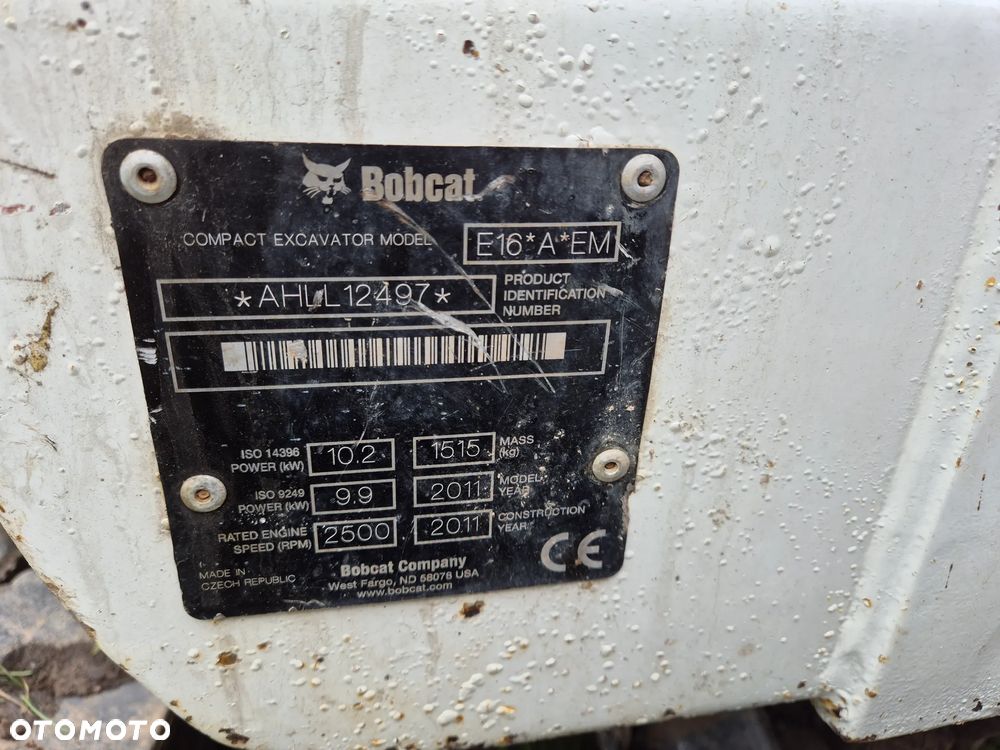 Bobcat
COMPACT EXCAVATOR MODEL E16*A*EM
*AHLL12497* PRODUCT IDENTIFICATION NUMBER
ISO 14396 POWER (kW) 10.2 1515 MASS (kg)
ISO 9249 POWER (kW) 9.9 2011 MODEL YEAR
RATED ENGINE SPEED (RPM) 2500 2011 CONSTRUCTION YEAR
CE
MADE IN
CZECH REPUBLIC
Bobcat Company
West Fargo, ND 58078 USA
www.bobcat.com
OTOMOTO